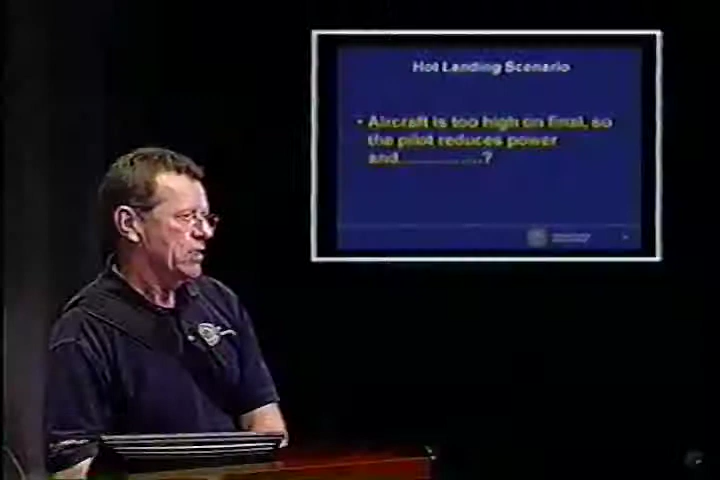 Hot Landing Scenario
• Aircraft is too high on final, so
the pilot reduces power
and..............?